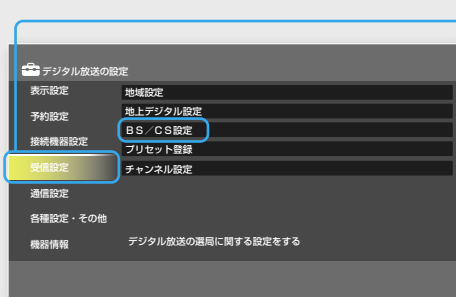 デジタル放送の設定
表示設定
予約設定
接続機器設定
受信設定
通信設定
各種設定・その他
機器情報
地域設定
地上デジタル設定
BS/CS設定
プリセット登録
チャンネル設定
デジタル放送の選局に関する設定をする